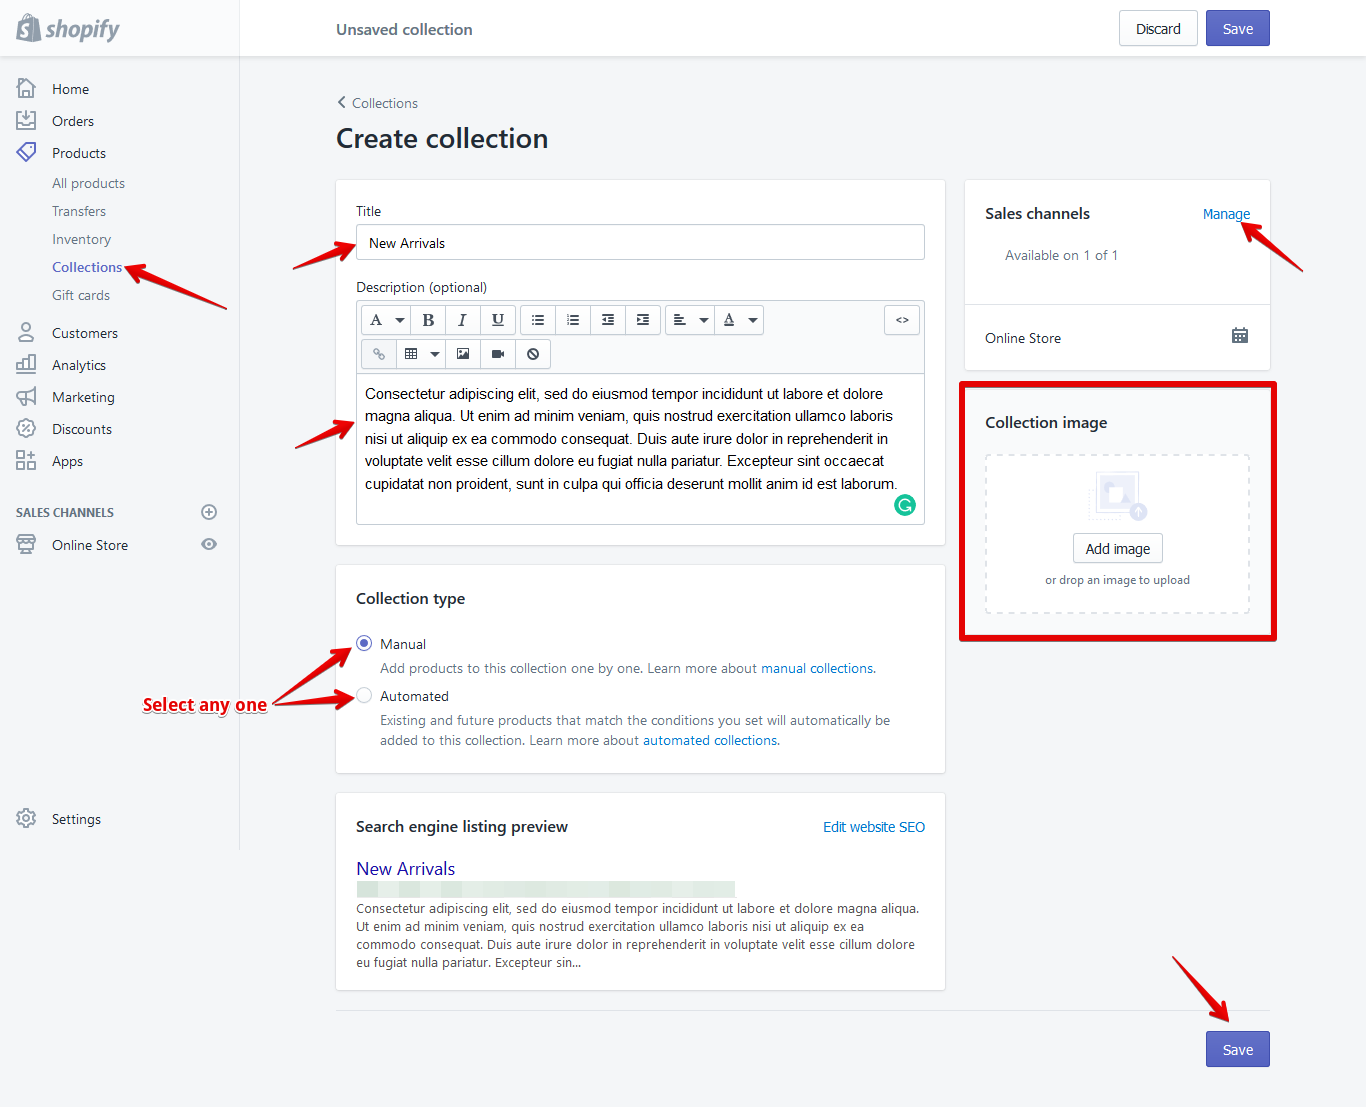 shopify
Unsaved collection
Discard
Save
Home
Orders
Products
All products
Transfers
Inventory
Collections
Gift cards
Customers
Analytics
Marketing
Discounts
Apps
SALES CHANNELS
Online Store
Settings
Collections
Create collection
Title
New Arrivals
Description (optional)
A
B
I
U
A
<>
Consectetur adipiscing elit, sed do eiusmod tempor incididunt ut labore et dolore
magna aliqua. Ut enim ad minim veniam, quis nostrud exercitation ullamco laboris
nisi ut aliquip ex ea commodo consequat. Duis aute irure dolor in reprehenderit in
voluptate velit esse cillum dolore eu fugiat nulla pariatur. Excepteur sint occaecat
cupidatat non proident, sunt in culpa qui officia deserunt mollit anim id est laborum.
Collection type
Manual
Add products to this collection one by one. Learn more about manual collections.
Select any one
Automated
Existing and future products that match the conditions you set will automatically be
added to this collection. Learn more about automated collections.
Search engine listing preview
Edit website SEO
New Arrivals
Consectetur adipiscing elit, sed do eiusmod tempor incididunt ut labore et dolore magna aliqua.
Ut enim ad minim veniam, quis nostrud exercitation ullamco laboris nisi ut aliquip ex ea
commodo consequat. Duis aute irure dolor in reprehenderit in voluptate velit esse cillum dolore
eu fugiat nulla pariatur. Excepteur sin...
Sales channels
Manage
Available on 1 of 1
Online Store
Collection image
Add image
or drop an image to upload
Save